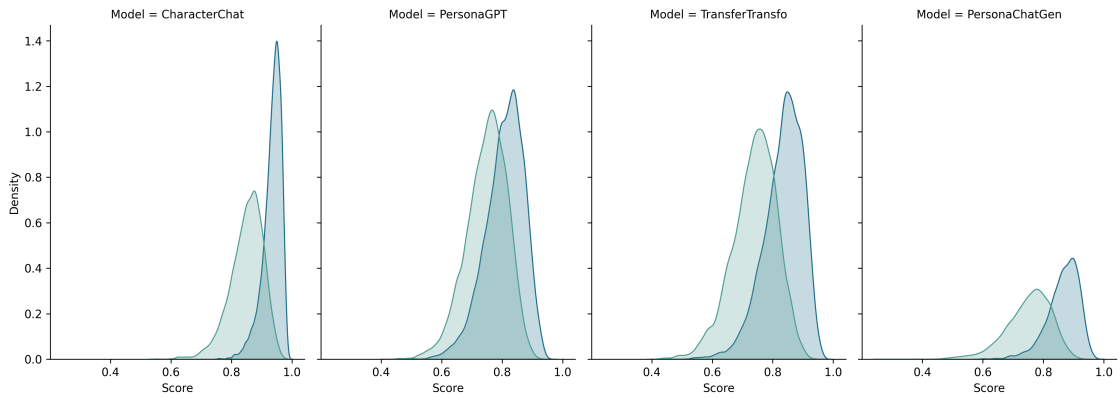 Model = CharacterChat
Model = PersonaGPT
Model = TransferTransfo
Model = PersonaChatGen
Density
1.4
1.2
1.0
0.8
0.6
0.4
0.2
0.0
0.4 0.6 0.8 1.0
0.4 0.6 0.8 1.0
0.4 0.6 0.8 1.0
0.4 0.6 0.8 1.0
Score
Score
Score
Score